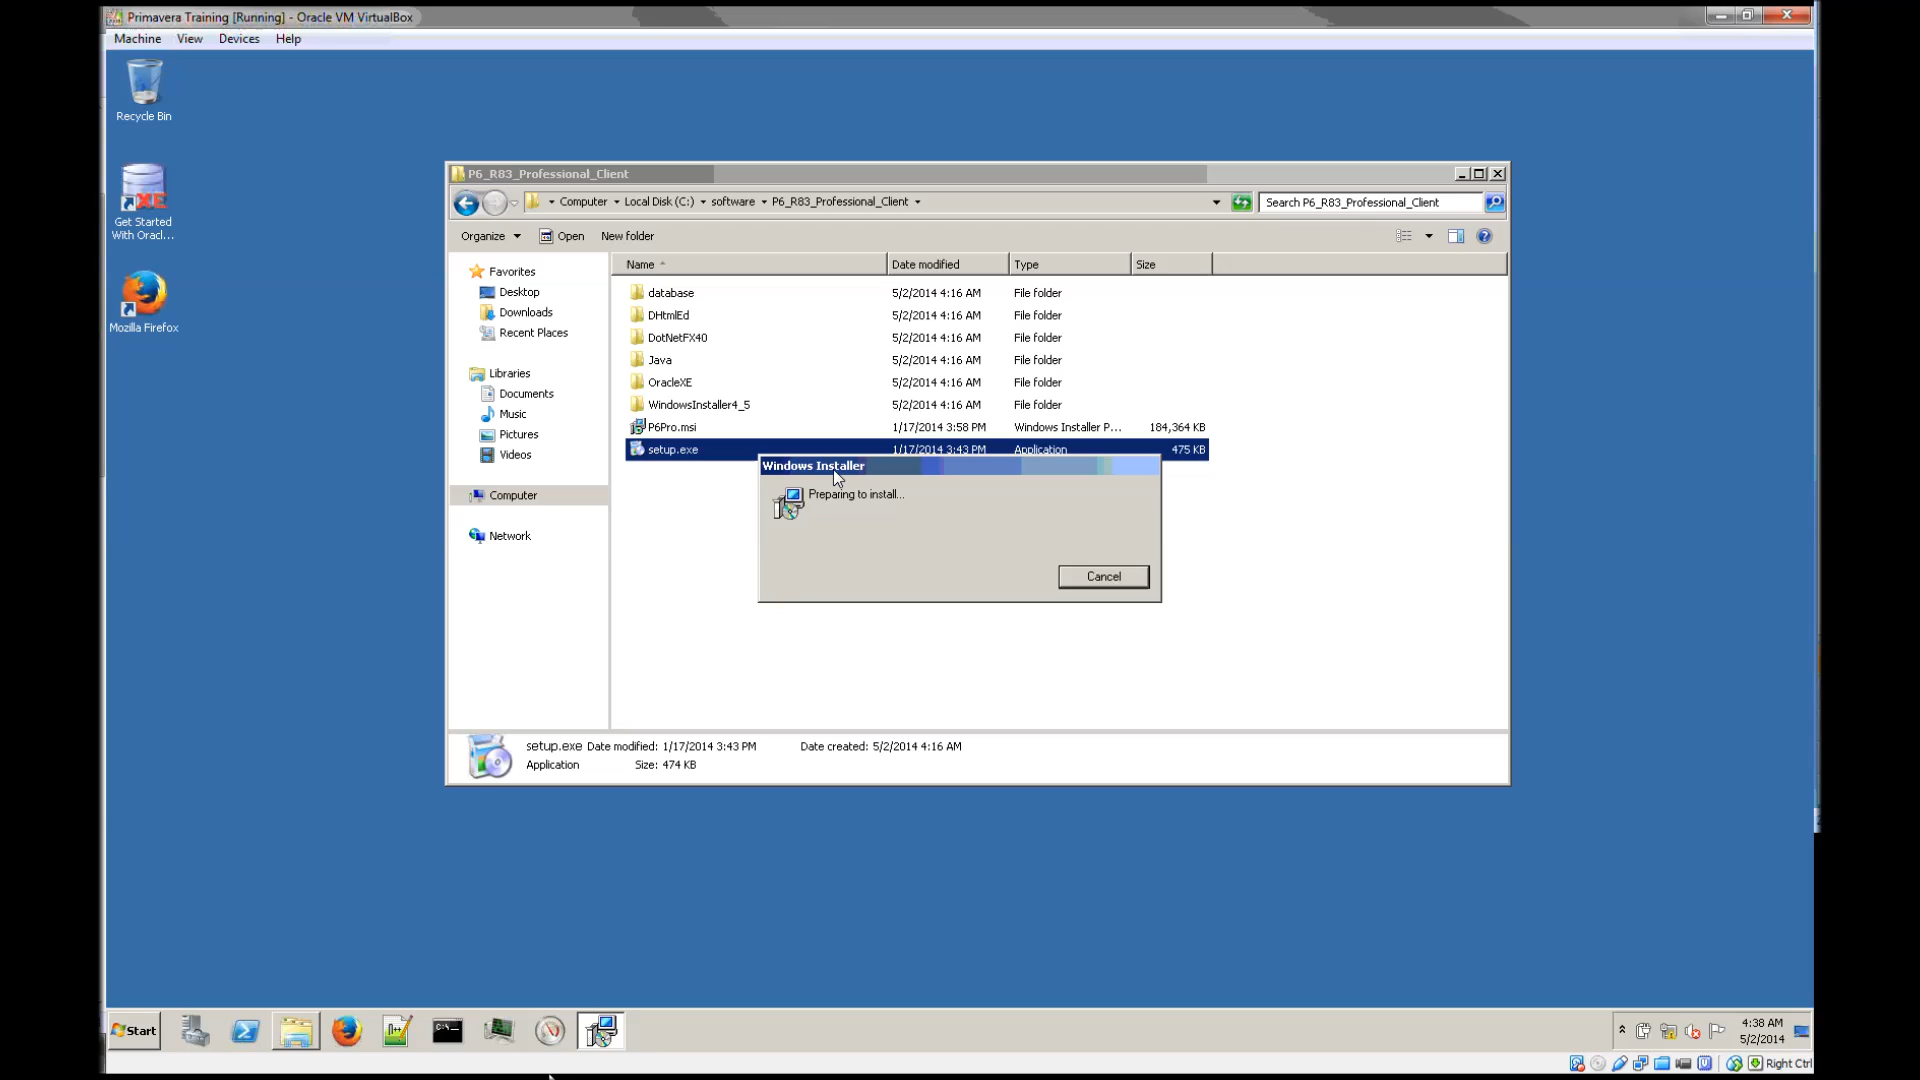 Primavera Training [Running] - Oracle VM VirtualBox
Machine View Devices Help
Recycle Bin
Get Started
With Oracl...
Mozilla Firefox
P6_R83_Professional_Client
Computer Local Disk (C:) software P6_R83_Professional_Client
Search P6_R83_Professional_Client
Organize Open New folder
Favorites
Desktop
Downloads
Recent Places
Libraries
Documents
Music
Pictures
Videos
Computer
Network
Name Date modified Type Size
database 5/2/2014 4:16 AM File folder
DHtmlEd 5/2/2014 4:16 AM File folder
DotNetFX40 5/2/2014 4:16 AM File folder
Java 5/2/2014 4:16 AM File folder
OracleXE 5/2/2014 4:16 AM File folder
WindowsInstaller4_5 5/2/2014 4:16 AM File folder
P6Pro.msi 1/17/2014 3:58 PM Windows Installer P... 184,364 KB
setup.exe 1/17/2014 3:43 PM Application 475 KB
Windows Installer
Preparing to install...
Cancel
setup.exe Date modified: 1/17/2014 3:43 PM Date created: 5/2/2014 4:16 AM
Application Size: 474 KB
Start
4:38 AM
5/2/2014
Right Ctrl